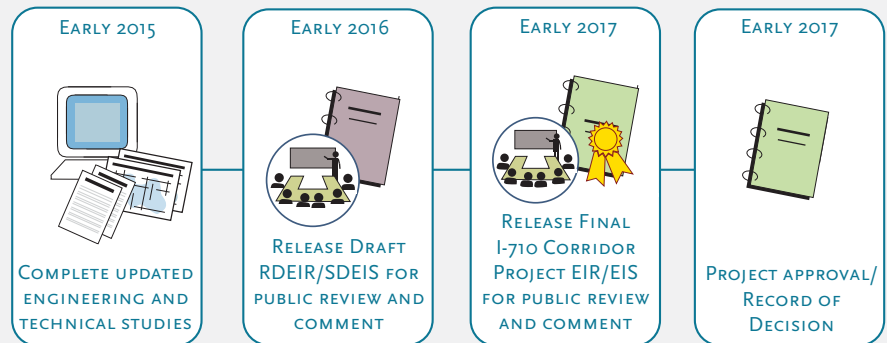 Early 2015
Complete updated
engineering and
technical studies
Early 2016
Release Draft
RDEIR/SDEIS for
public review and
comment
Early 2017
Release Final
I-710 Corridor
Project EIR/EIS
for public review
and comment
Early 2017
Project approval/
Record of
Decision